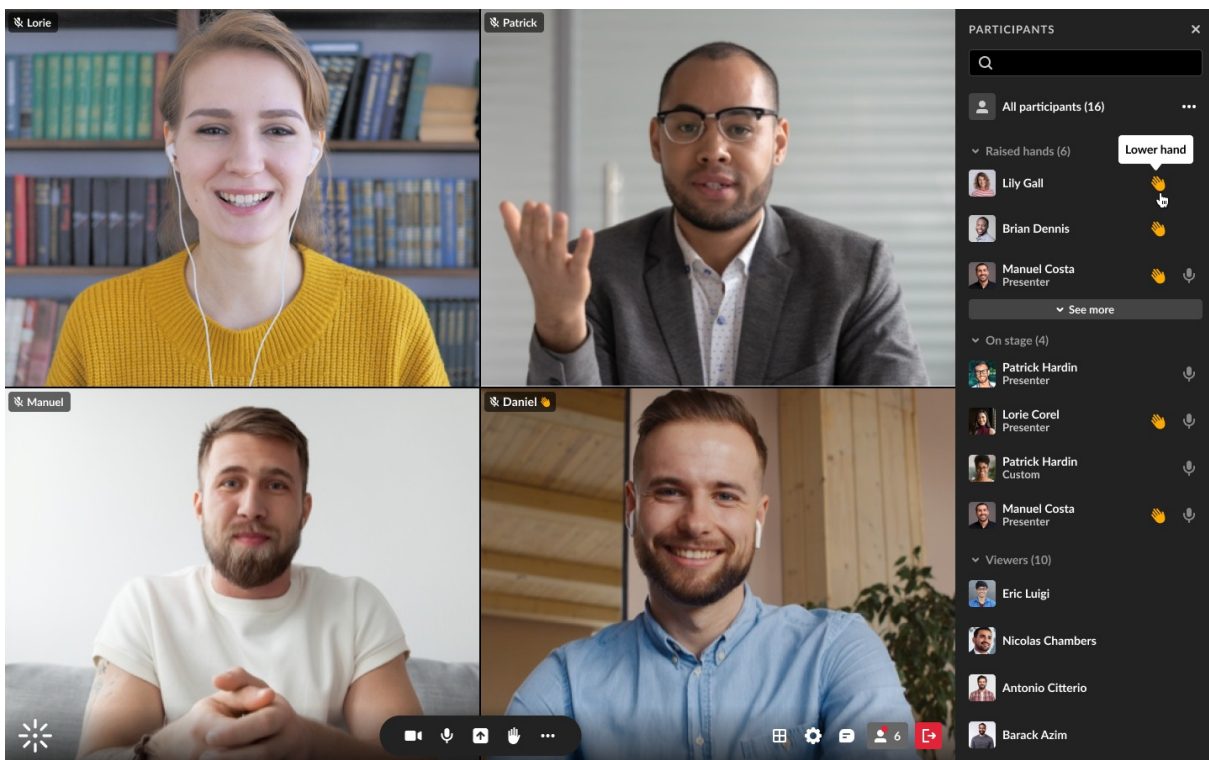 Lorie
Patrick
Manuel
Daniel
6
PARTICIPANTS
All participants (16)
Raised hands (6)
Lower hand
Lily Gall
Brian Dennis
Manuel Costa
Presenter
See more
On stage (4)
Patrick Hardin
Presenter
Lorie Corel
Presenter
Patrick Hardin
Custom
Manuel Costa
Presenter
Viewers (10)
Eric Luigi
Nicolas Chambers
Antonio Citterio
Barack Azim